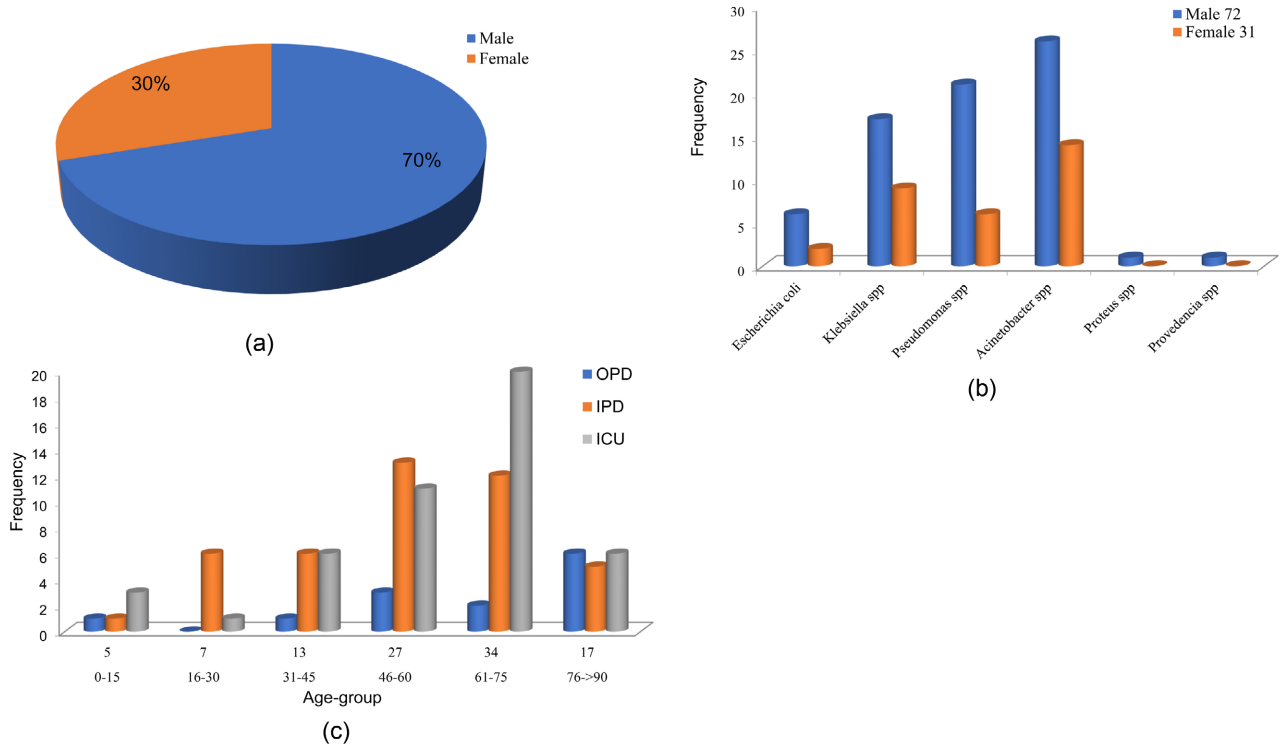 Male
Female
30%
70%
(a)
Male 72
Female 31
Frequency
30
25
20
15
10
5
0
Escherichia coli
Klebsiella spp
Pseudomonas spp
Acinetobacter spp
Proteus spp
Provedencia spp
(b)
OPD
IPD
ICU
Frequency
20
18
16
14
12
10
8
6
4
2
0
5 7 13 27 34 17
0-15 16-30 31-45 46-60 61-75 76->90
Age-group
(c)